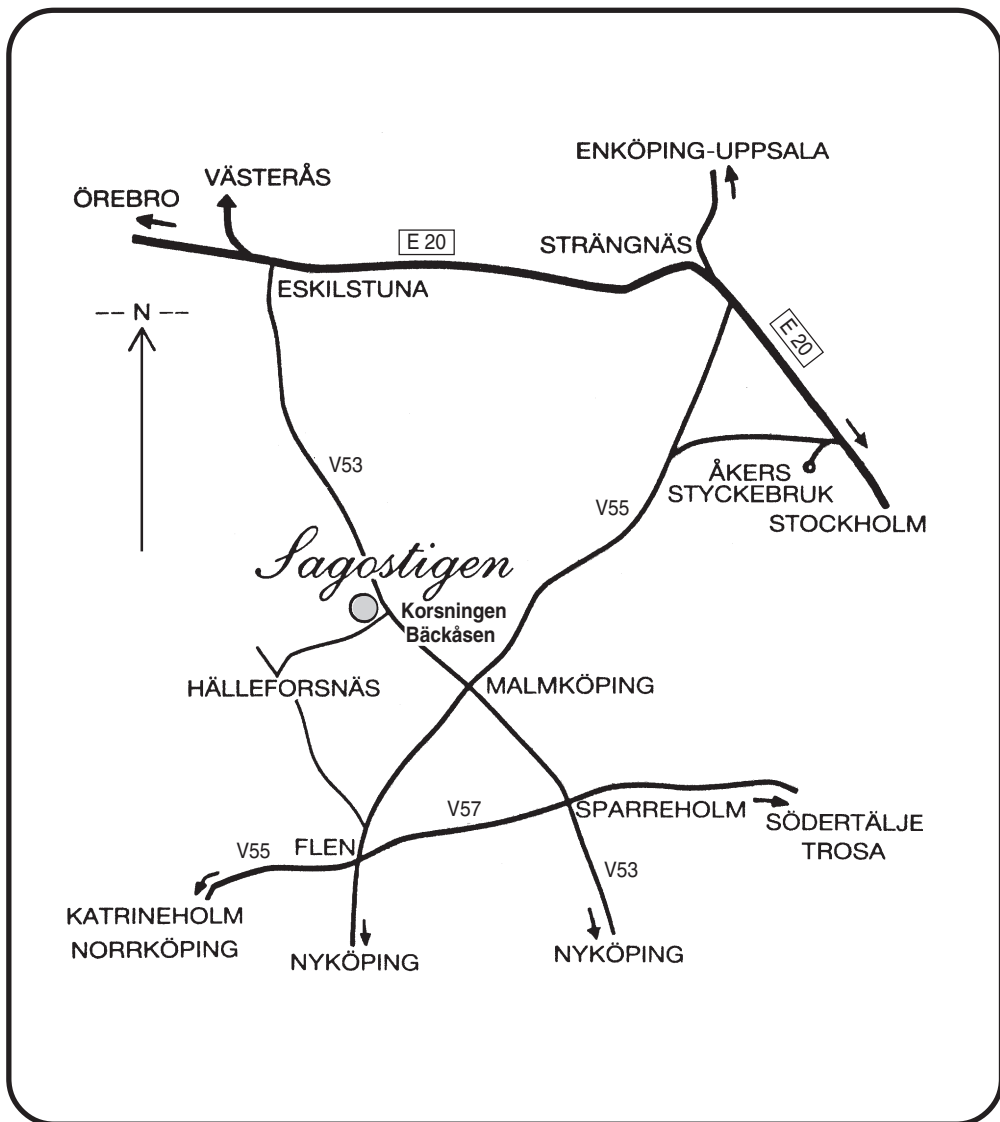 ENKÖPING-UPPSALA
VÄSTERÅS
ÖREBRO
E 20
STRÄNGNÄS
ESKILSTUNA
-- N --
E 20
V53
ÅKERS
STYCKEBRUK
V55
STOCKHOLM
Sagostigen
Korsningen
Bäckåsen
HÄLLEFORSNÄS
MALMKÖPING
V57
SPARREHOLM
SÖDERTÄLJE
TROSA
V55
FLEN
V53
KATRINEHOLM
NORRKÖPING
NYKÖPING
NYKÖPING